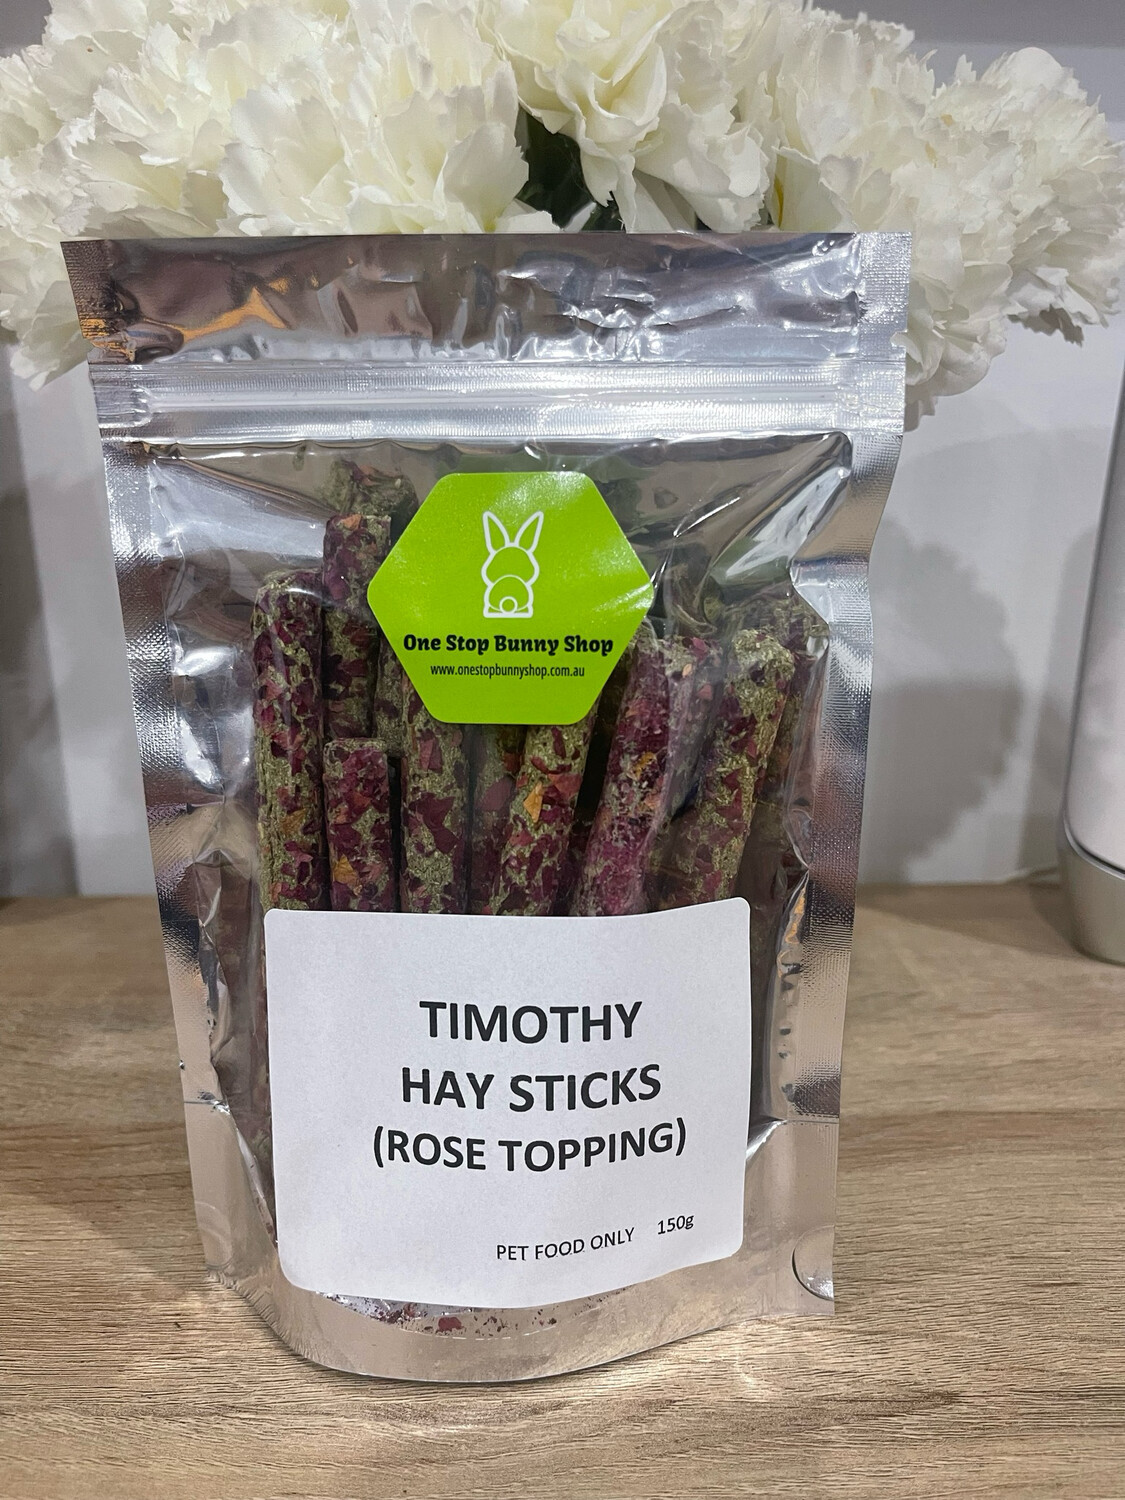 One Stop Bunny Shop
www.onestopbunnyshop.com.au
TIMOTHY
HAY STICKS
(ROSE TOPPING)
PET FOOD ONLY 150g